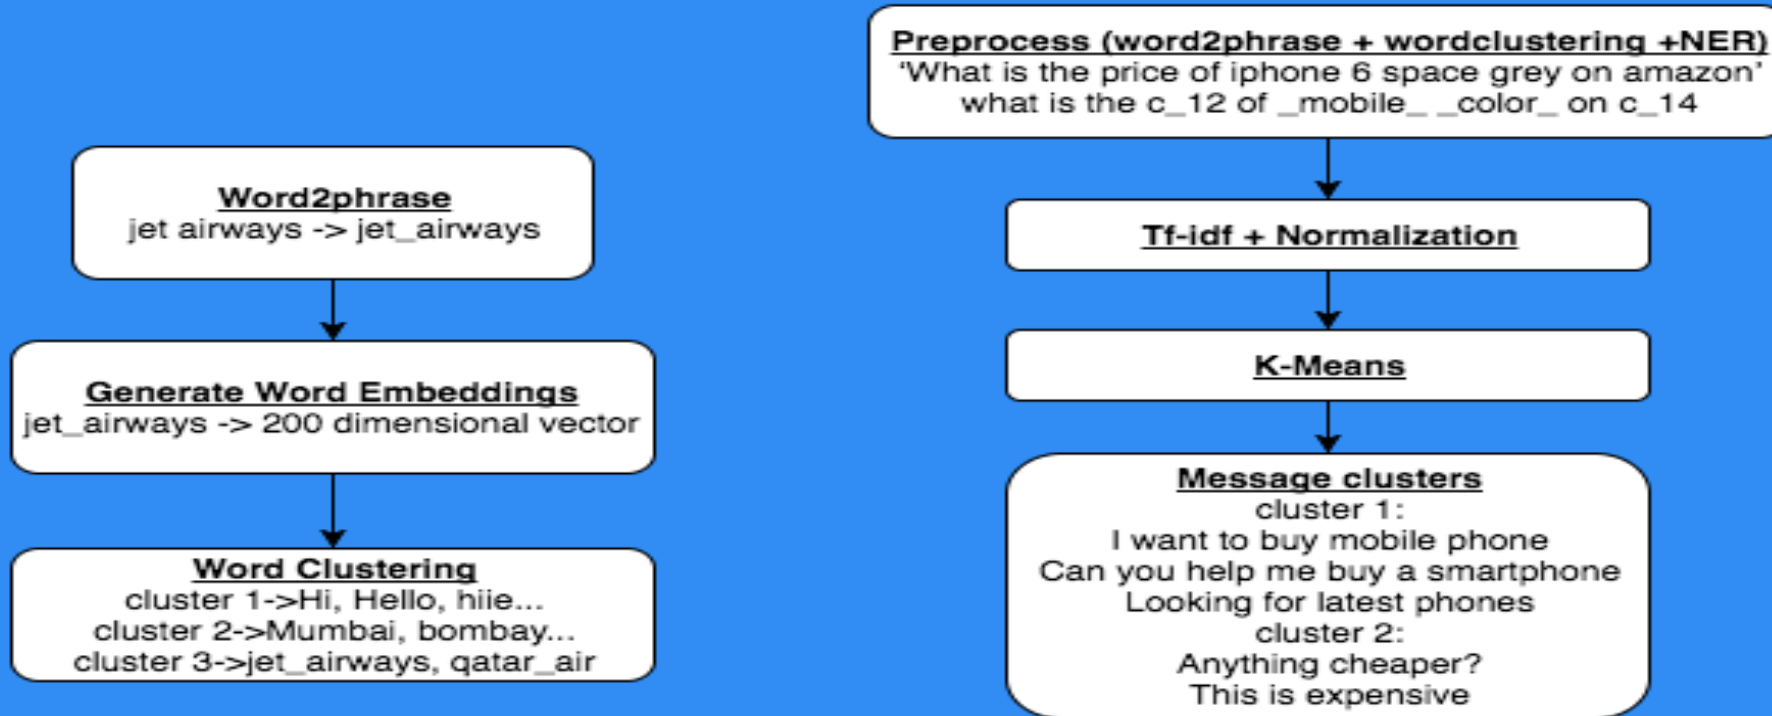 Word2phrase
jet airways -> jet_airways
Generate Word Embeddings
jet_airways -> 200 dimensional vector
Word Clustering
cluster 1->Hi, Hello, hiie...
cluster 2->Mumbai, bombay...
cluster 3->jet_airways, qatar_air
Preprocess (word2phrase + wordclustering +NER)
‘What is the price of iphone 6 space grey on amazon’
what is the c_12 of _mobile_ _color_ on c_14
Tf-idf + Normalization
K-Means
Message clusters
cluster 1:
I want to buy mobile phone
Can you help me buy a smartphone
Looking for latest phones
cluster 2:
Anything cheaper?
This is expensive